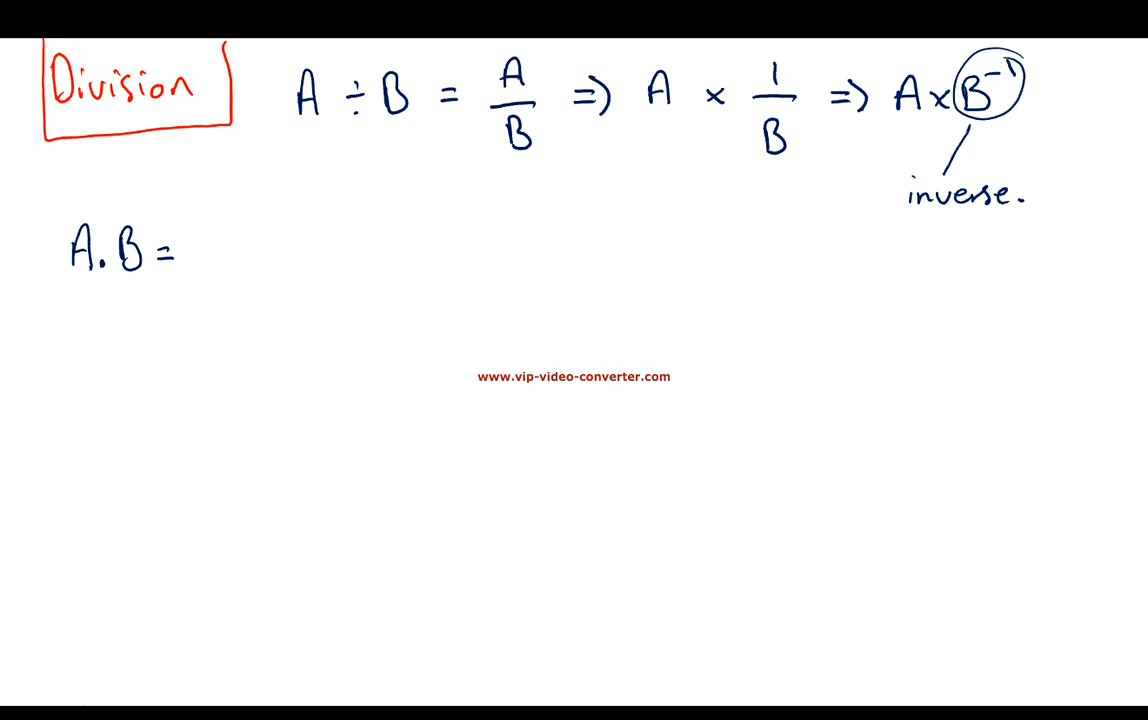 Division
A ÷ B = A/B => A × 1/B => A × B⁻¹
inverse.
A.B =
www.vip-video-converter.com